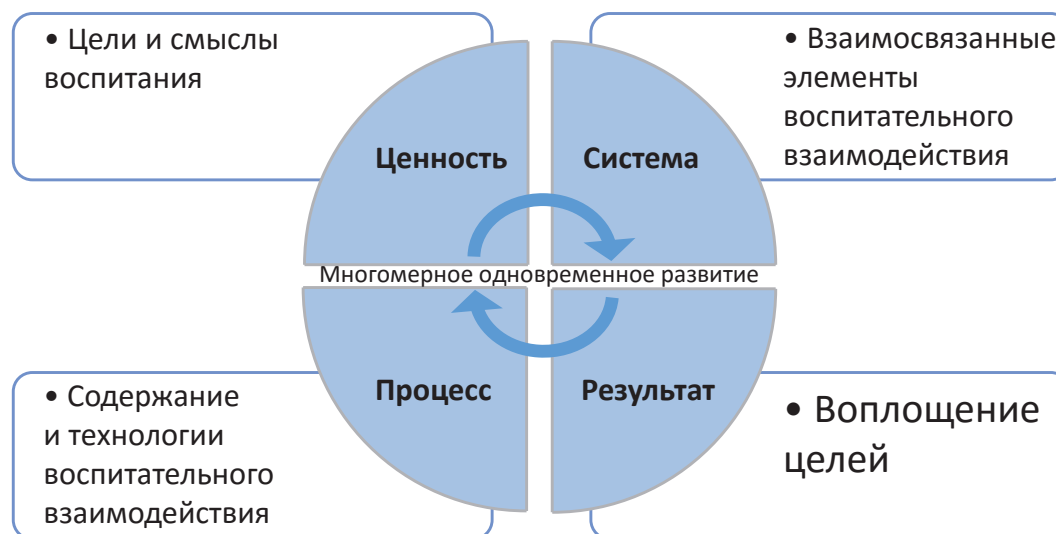 • Цели и смыслы
воспитания
• Взаимосвязанные
элементы
воспитательного
взаимодействия
Ценность
Система
Многомерное одновременное развитие
Процесс
Результат
• Содержание
и технологии
воспитательного
взаимодействия
• Воплощение
целей